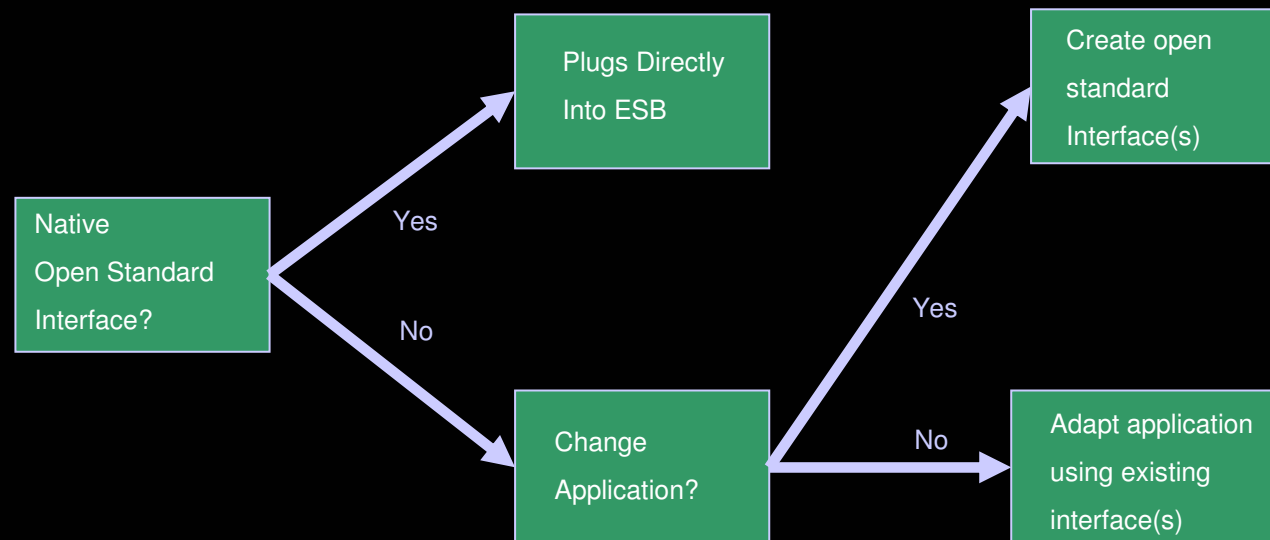 Native
Open Standard
Interface?
Yes
No
Plugs Directly
Into ESB
Change
Application?
Yes
No
Create open
standard
Interface(s)
Adapt application
using existing
interface(s)